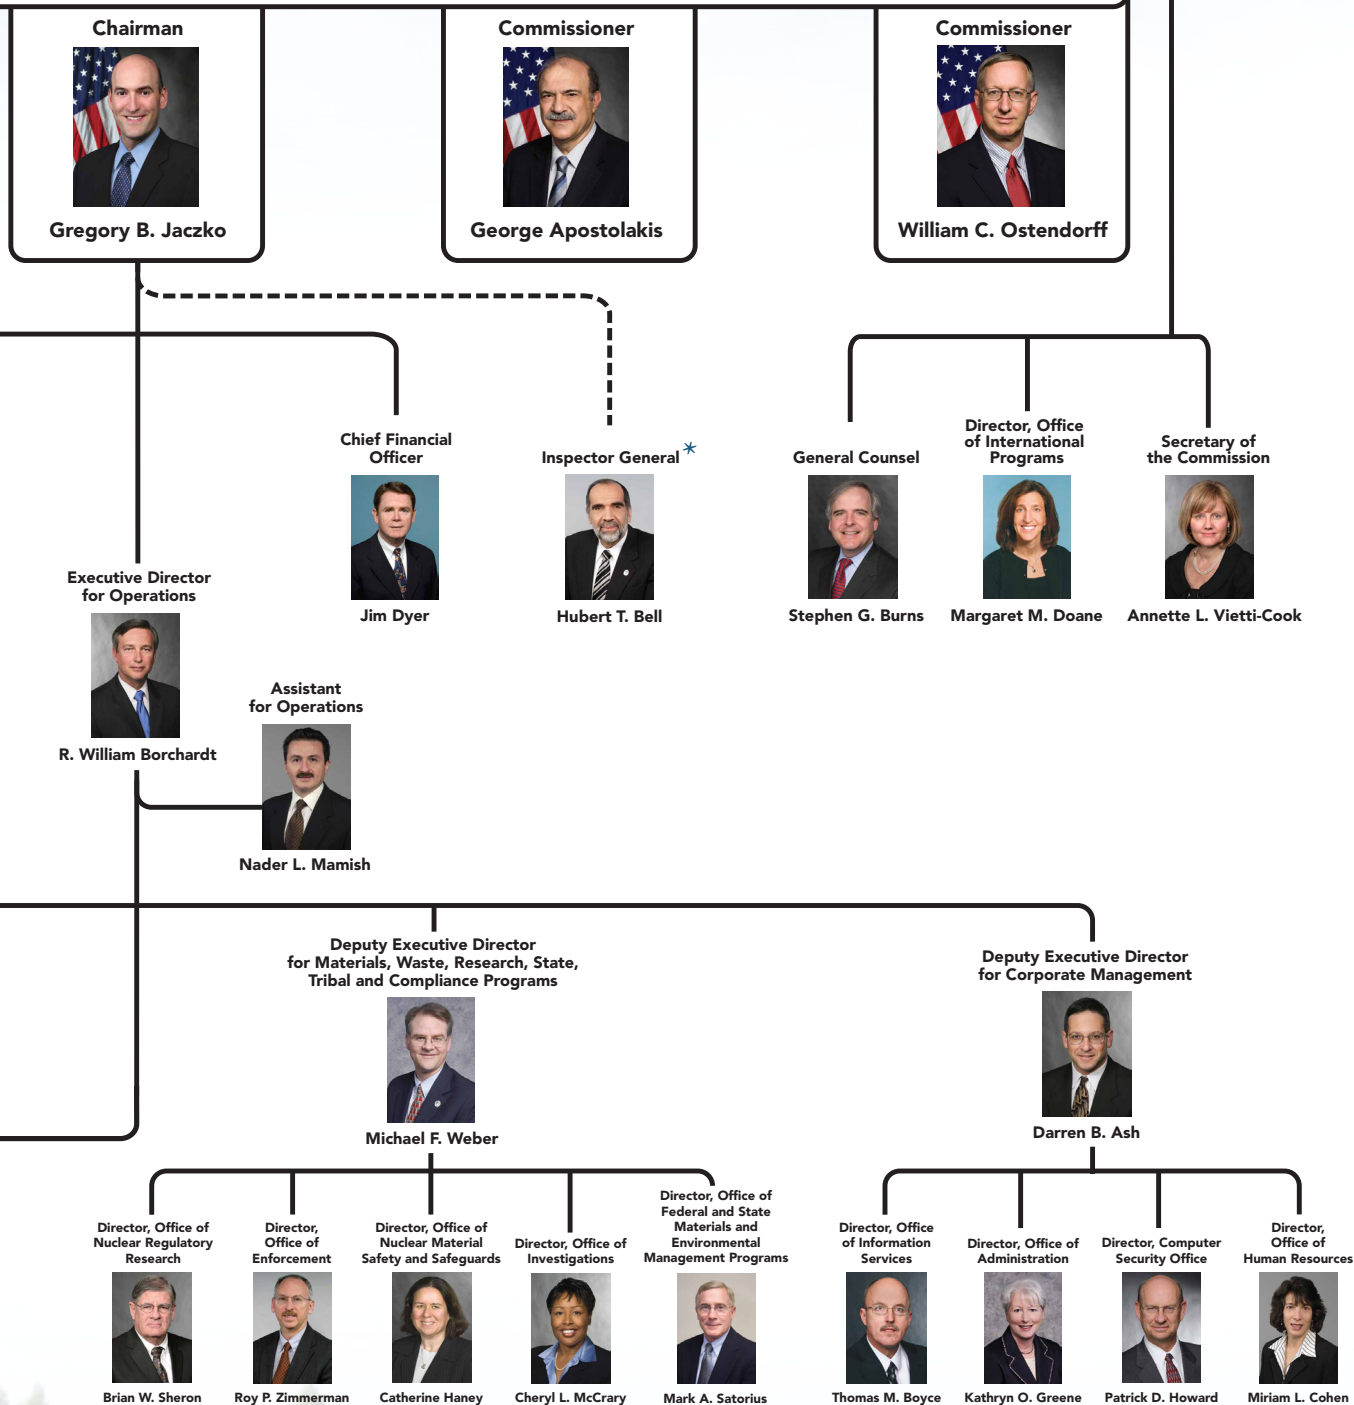 Chairman
Gregory B. Jaczko
Commissioner
George Apostolakis
Commissioner
William C. Ostendorff
Chief Financial
Officer
Jim Dyer
Inspector General*
Hubert T. Bell
General Counsel
Stephen G. Burns
Director, Office
of International
Programs
Margaret M. Doane
Secretary of
the Commission
Annette L. Vietti-Cook
Executive Director
for Operations
R. William Borchardt
Assistant
for Operations
Nader L. Mamish
Deputy Executive Director
for Materials, Waste, Research, State,
Tribal and Compliance Programs
Michael F. Weber
Deputy Executive Director
for Corporate Management
Darren B. Ash
Director, Office of
Nuclear Regulatory
Research
Brian W. Sheron
Director,
Office of
Enforcement
Roy P. Zimmerman
Director, Office of
Nuclear Material
Safety and Safeguards
Catherine Haney
Director, Office of
Investigations
Cheryl L. McCrary
Director, Office of
Federal and State
Materials and
Environmental
Management Programs
Mark A. Satorius
Director, Office
of Information
Services
Thomas M. Boyce
Director, Office of
Administration
Kathryn O. Greene
Director, Computer
Security Office
Patrick D. Howard
Director,
Office of
Human Resources
Miriam L. Cohen